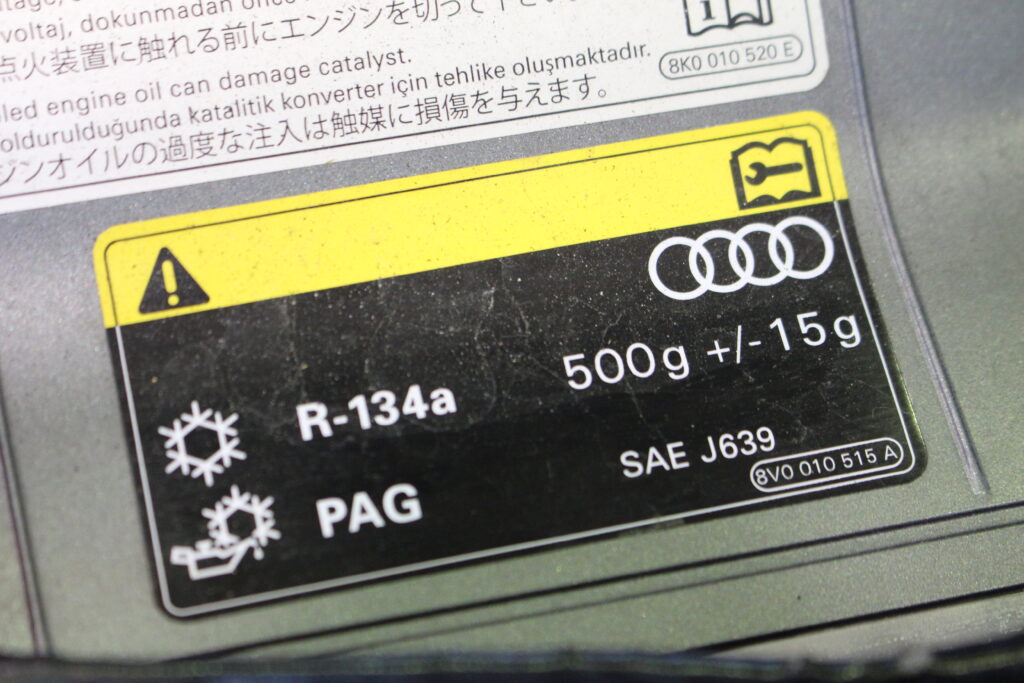 voltaj, dokunmadan önce
点火装置に触れる前にエンジンを切って下さい
engine oil can damage catalyst.
katalitik konverter için tehlike oluşmaktadır.
ジンオイルの過度な注入は触媒に損傷を与えます。
8K0 010 520 E
500g +/- 15g
R-134a
SAE J639
8V0 010 515 A
PAG